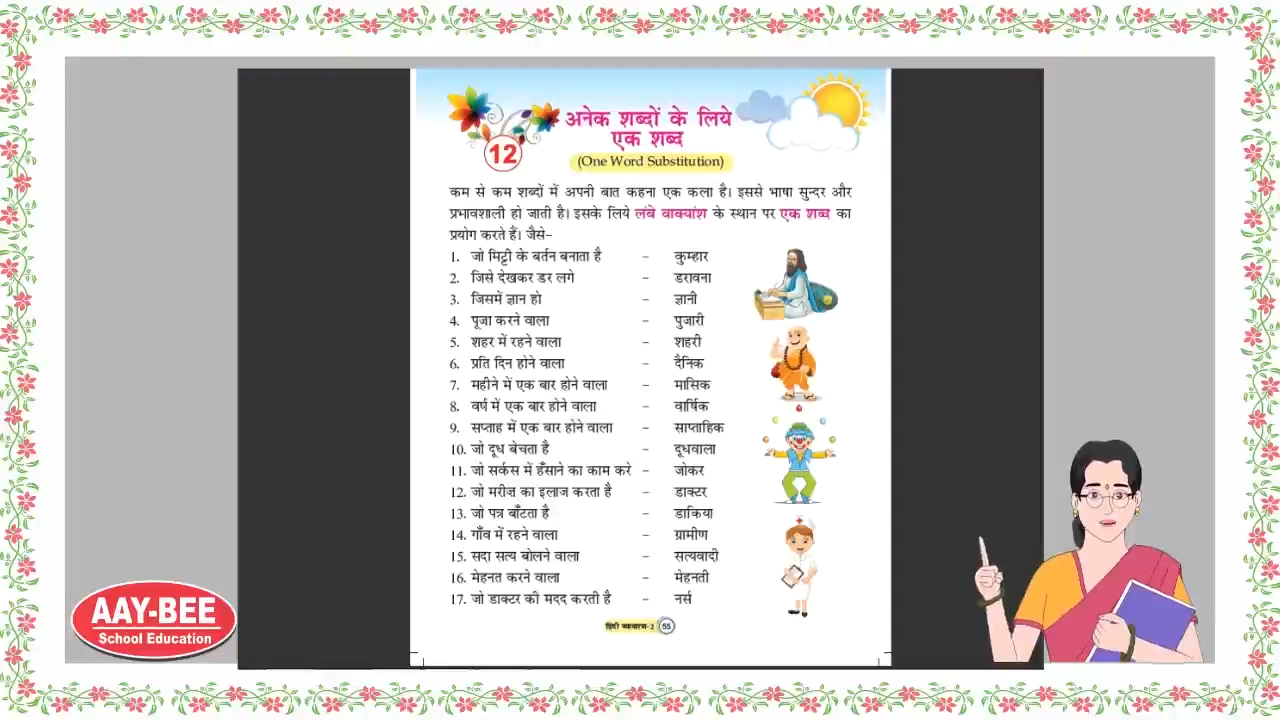 अनेक शब्दों के लिये
एक शब्द
12
(One Word Substitution)
कम से कम शब्दों में अपनी बात कहना एक कला है। इससे भाषा सुन्दर और
प्रभावशाली हो जाती है। इसके लिये लंबे वाक्यांश के स्थान पर एक शब्द का
प्रयोग करते हैं। जैसे–
1. जो मिट्टी के बर्तन बनाता है – कुम्हार
2. जिसे देखकर डर लगे – डरावना
3. जिसमें ज्ञान हो – ज्ञानी
4. पूजा करने वाला – पुजारी
5. शहर में रहने वाला – शहरी
6. प्रति दिन होने वाला – दैनिक
7. महीने में एक बार होने वाला – मासिक
8. वर्ष में एक बार होने वाला – वार्षिक
9. सप्ताह में एक बार होने वाला – साप्ताहिक
10. जो दूध बेचता है – दूधवाला
11. जो सर्कस में हँसाने का काम करे – जोकर
12. जो मरीज़ का इलाज करता है – डाक्टर
13. जो पत्र बाँटता है – डाकिया
14. गाँव में रहने वाला – ग्रामीण
15. सदा सत्य बोलने वाला – सत्यवादी
16. मेहनत करने वाला – मेहनती
17. जो डाक्टर की मदद करती है – नर्स
हिंदी व्याकरण-2 55
AAY-BEE
School Education